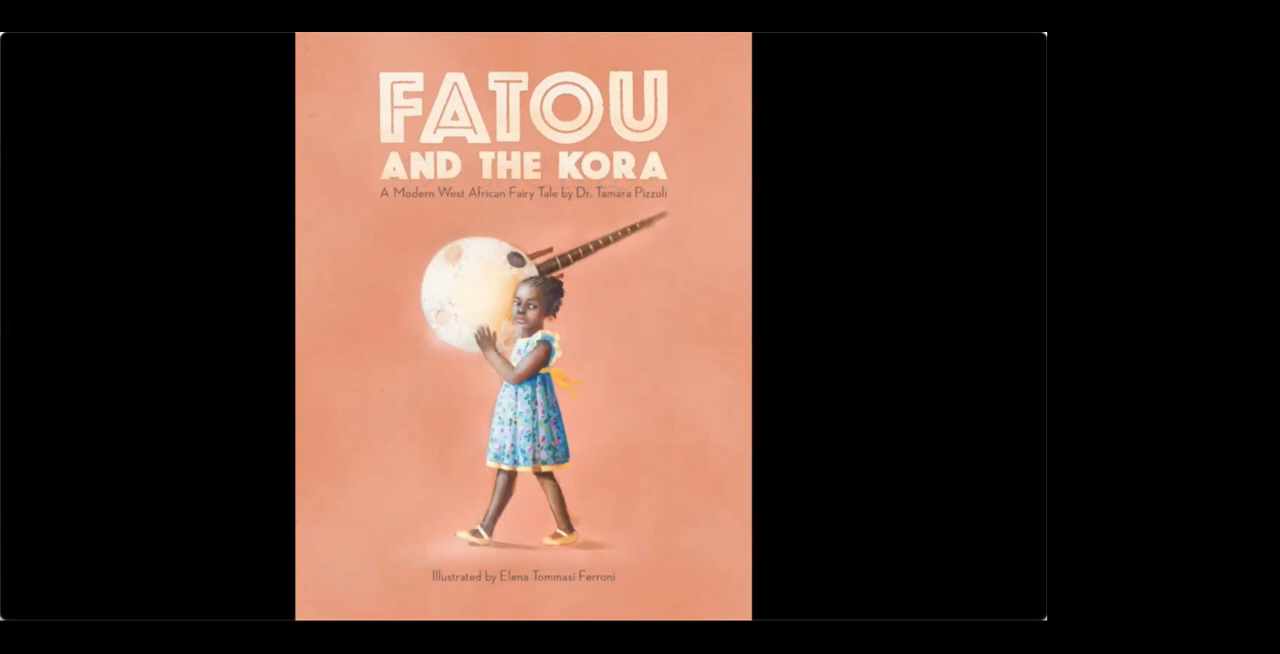 FATOU
AND THE KORA
A Modern West African Fairy Tale by Dr. Tamara Pizzoli
Illustrated by Elena Tommasi Ferroni